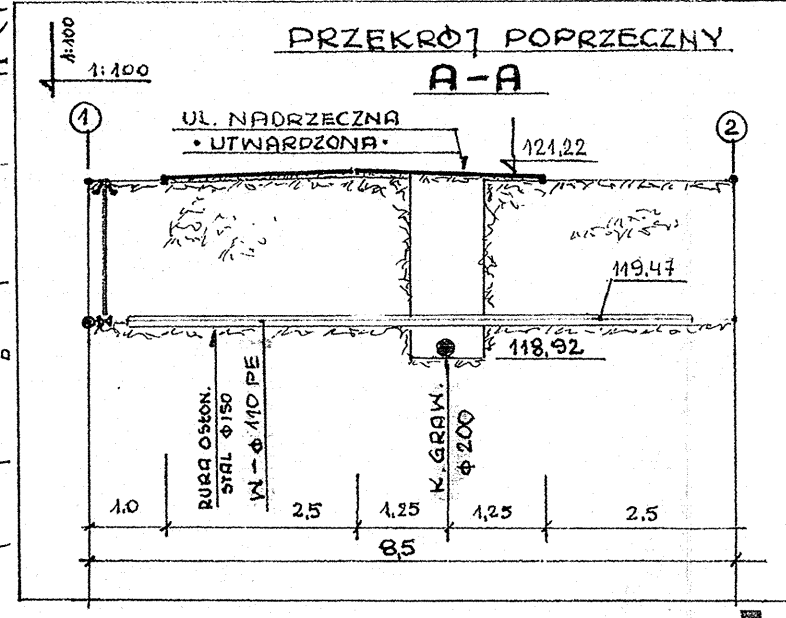 PRZEKRÓJ POPRZECZNY
A-A
1:100
1:100
1
2
UL. NADRZECZNA
• UTWARDZONA •
121,22
119.47
118,92
RURA OSŁON.
STAL φ150
W-φ 110 PE
K. GRAW.
φ 200
1.0
2,5
1,25
1,25
2,5
8,5